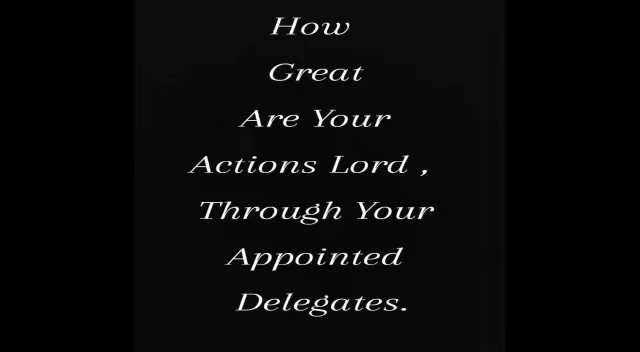 How
Great
Are Your
Actions Lord ,
Through Your
Appointed
Delegates.